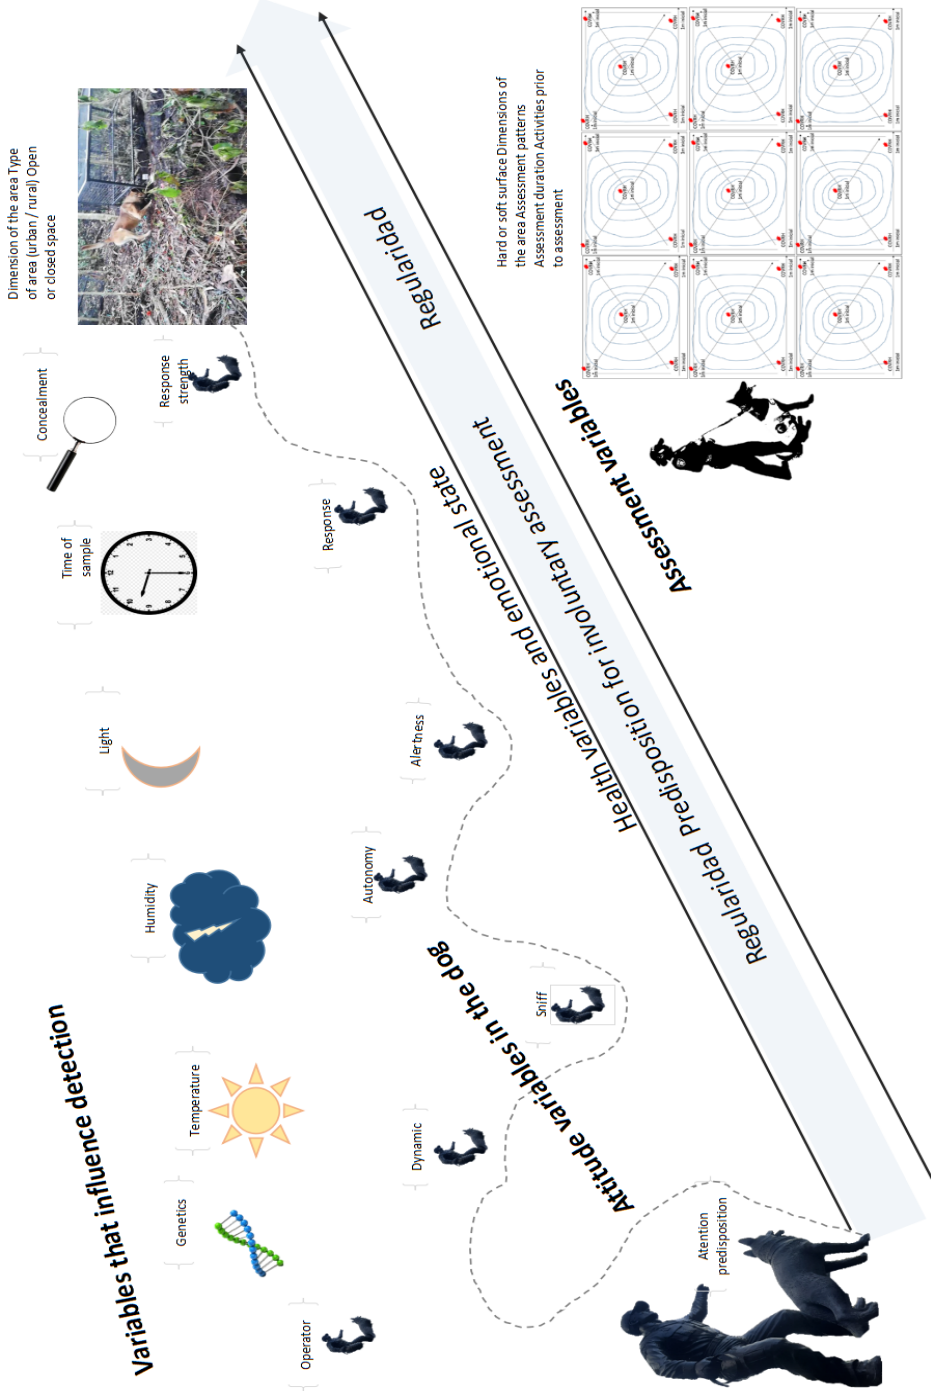 Variables that influence detection
Operator
Genetics
Temperature
Humidity
Light
Time of
sample
Concealment
Dimension of the area Type
of area (urban / rural) Open
or closed space
Attitude variables in the dog
Atention
predisposition
Dynamic
Sniff
Autonomy
Alertness
Response
Response
strength
Health variables and emotional state
Regularidad Predisposition for involuntary assessment
Regularidad
Assessment variables
Hard or soft surface Dimensions of
the area Assessment patterns
Assessment duration Activities prior
to assessment